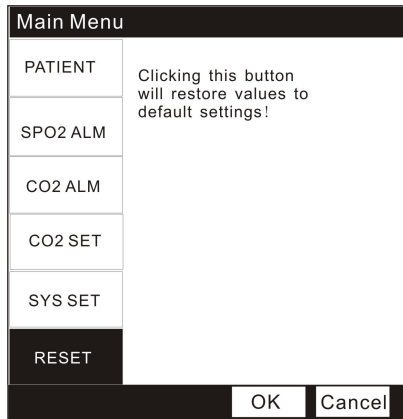 Main Menu
PATIENT
SPO2 ALM
CO2 ALM
CO2 SET
SYS SET
RESET
Clicking this button
will restore values to
default settings!
OK
Cancel